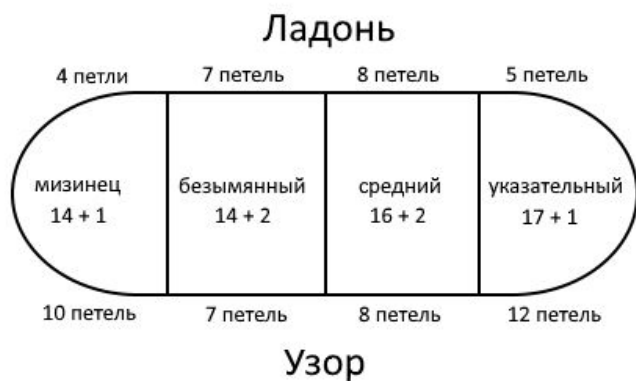 Ладонь
4 петли 7 петель 8 петель 5 петель
мизинец безымянный средний указательный
14 + 1 14 + 2 16 + 2 17 + 1
10 петель 7 петель 8 петель 12 петель
Узор